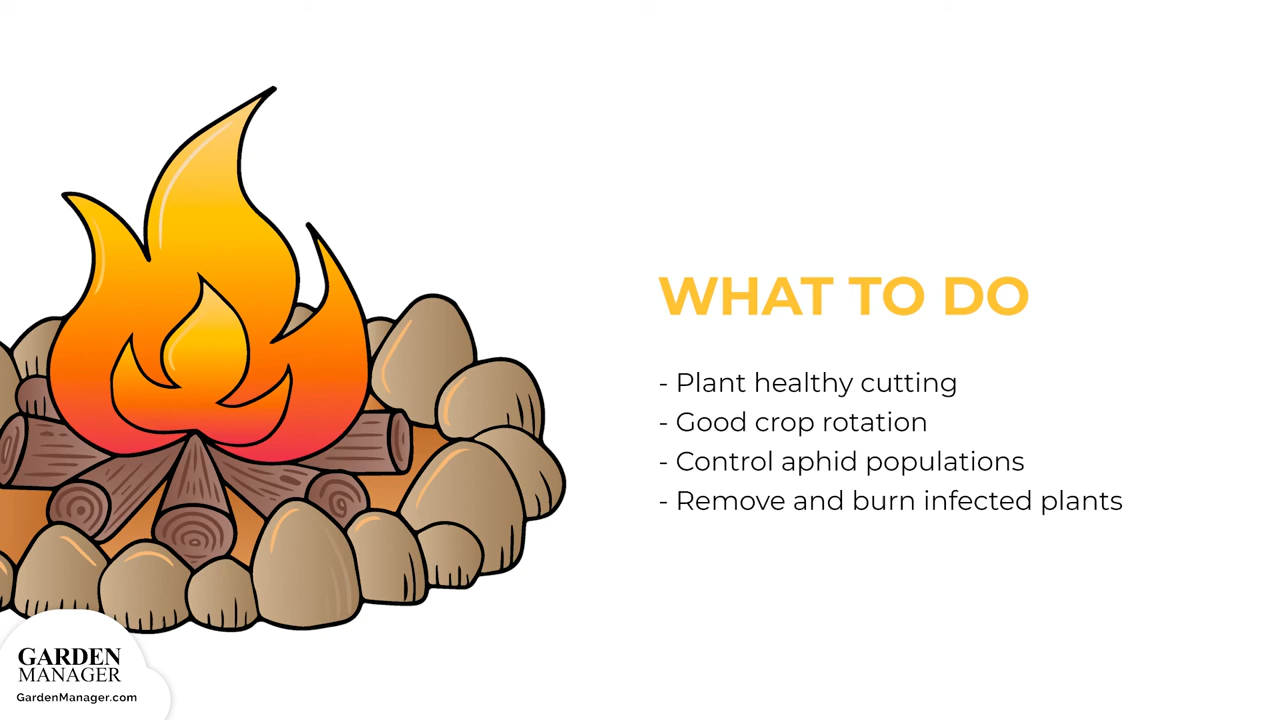 WHAT TO DO
- Plant healthy cutting
- Good crop rotation
- Control aphid populations
- Remove and burn infected plants
GARDEN
MANAGER
GardenManager.com